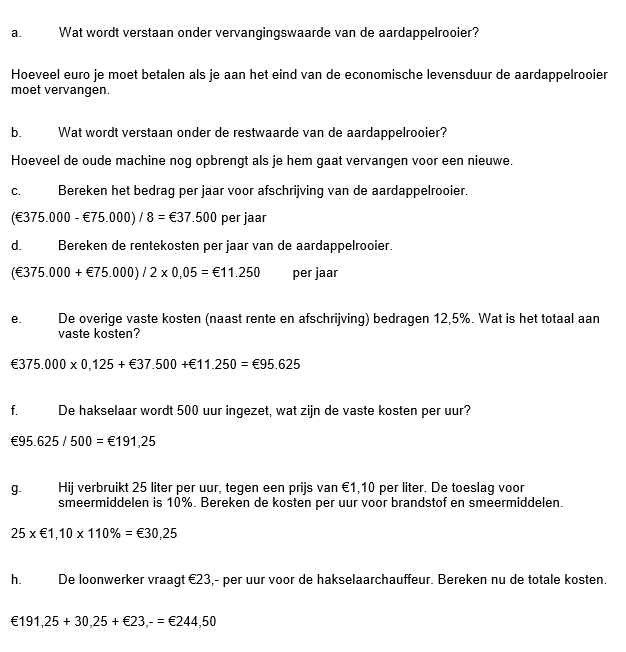 a. Wat wordt verstaan onder vervangingswaarde van de aardappelrooier?
Hoeveel euro je moet betalen als je aan het eind van de economische levensduur de aardappelrooier
moet vervangen.
b. Wat wordt verstaan onder de restwaarde van de aardappelrooier?
Hoeveel de oude machine nog opbrengt als je hem gaat vervangen voor een nieuwe.
c. Bereken het bedrag per jaar voor afschrijving van de aardappelrooier.
(€375.000 - €75.000) / 8 = €37.500 per jaar
d. Bereken de rentekosten per jaar van de aardappelrooier.
(€375.000 + €75.000) / 2 x 0,05 = €11.250 per jaar
e. De overige vaste kosten (naast rente en afschrijving) bedragen 12,5%. Wat is het totaal aan
vaste kosten?
€375.000 x 0,125 + €37.500 +€11.250 = €95.625
f. De hakselaar wordt 500 uur ingezet, wat zijn de vaste kosten per uur?
€95.625 / 500 = €191,25
g. Hij verbruikt 25 liter per uur, tegen een prijs van €1,10 per liter. De toeslag voor
smeermiddelen is 10%. Bereken de kosten per uur voor brandstof en smeermiddelen.
25 x €1,10 x 110% = €30,25
h. De loonwerker vraagt €23,- per uur voor de hakselaarchauffeur. Bereken nu de totale kosten.
€191,25 + 30,25 + €23,- = €244,50